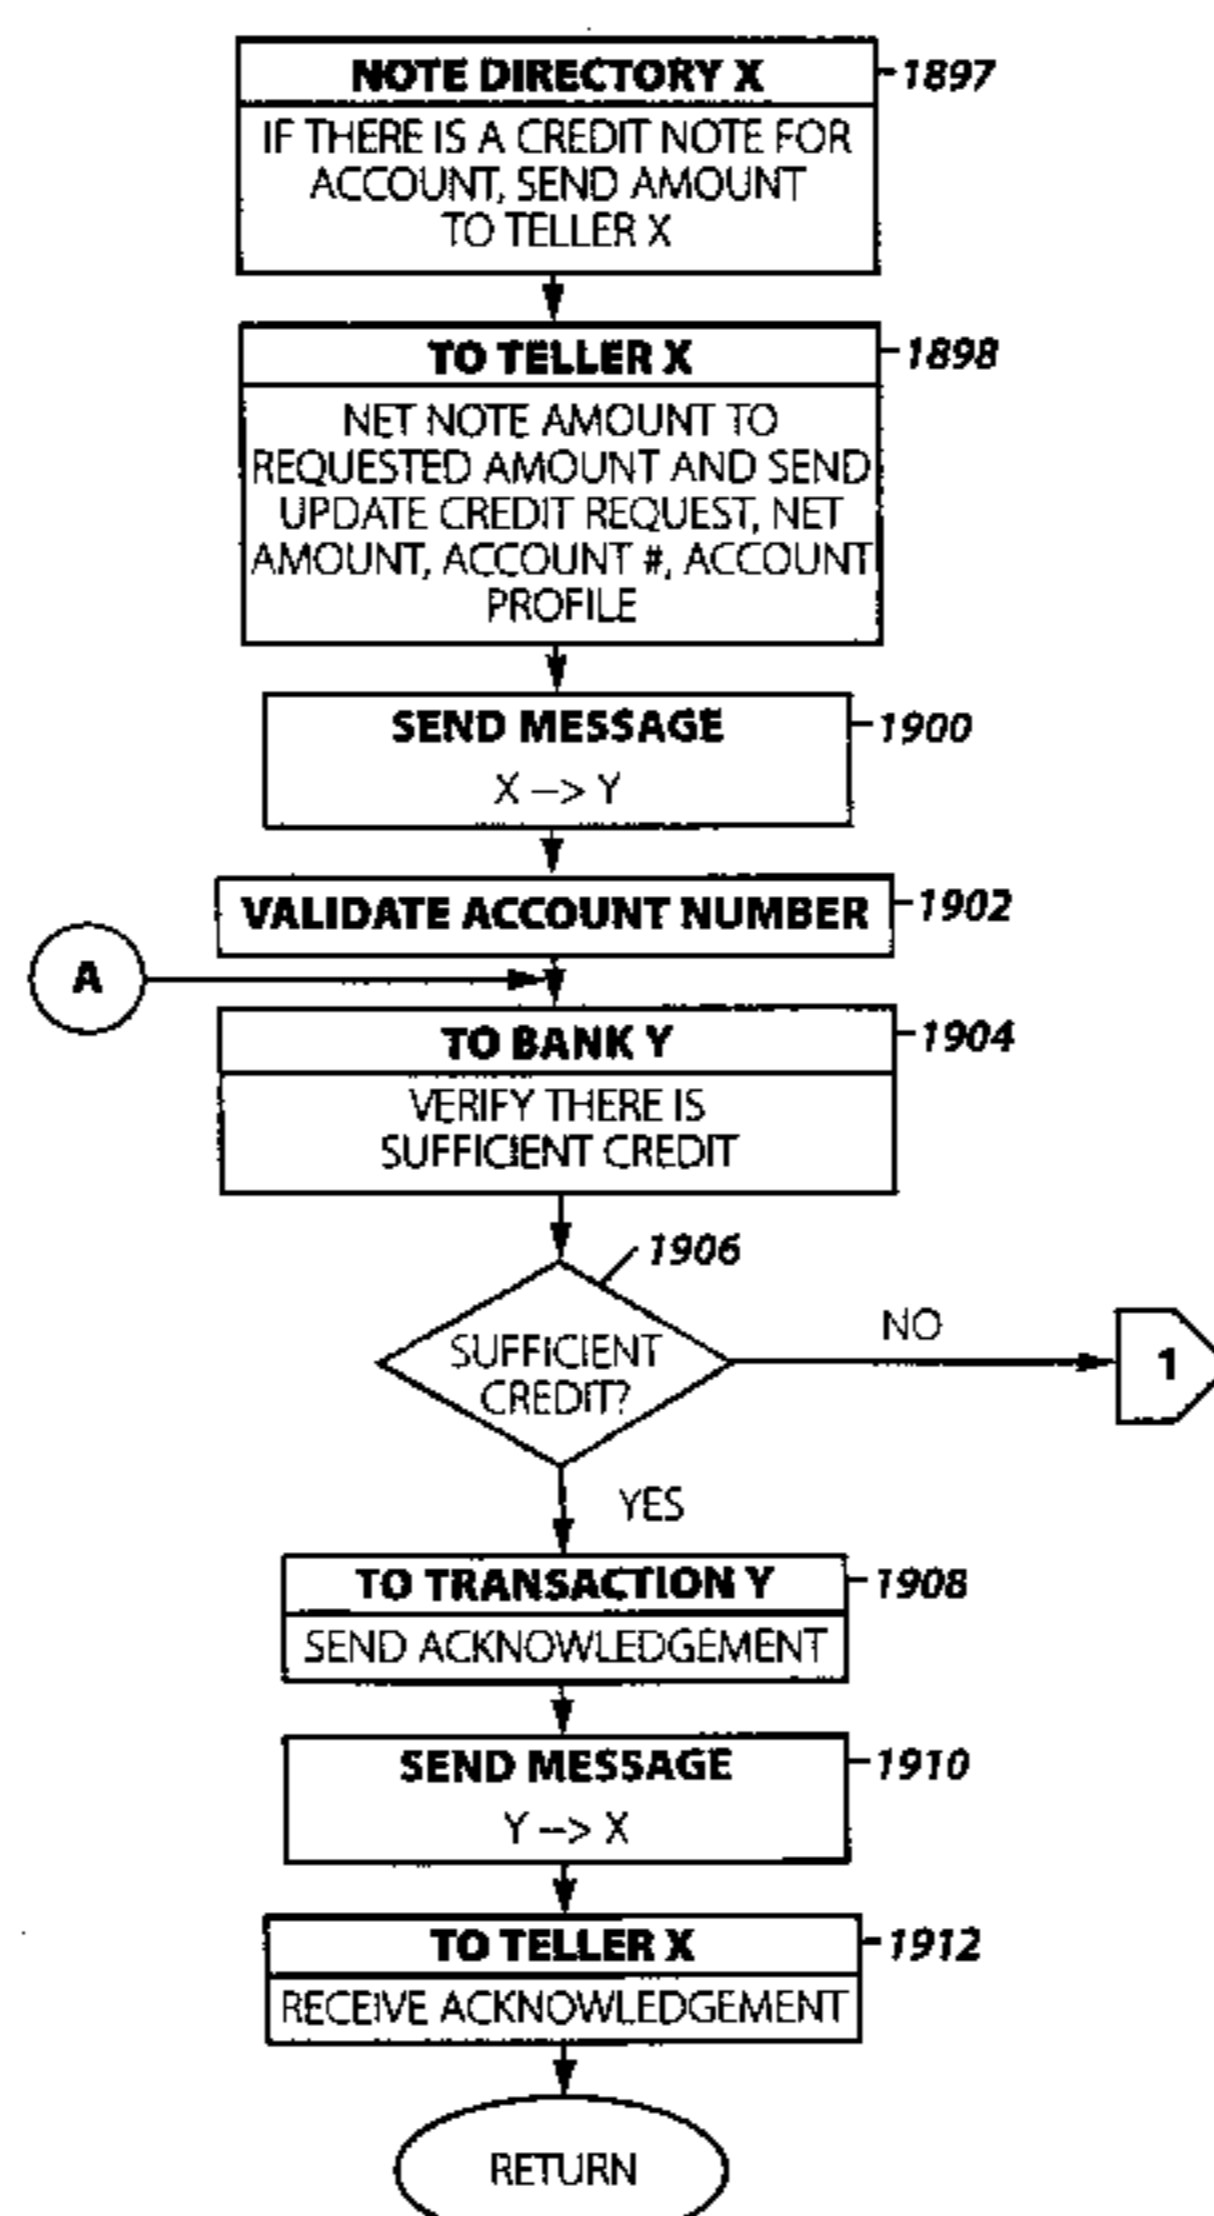 NOTE DIRECTORY X
1897
IF THERE IS A CREDIT NOTE FOR
ACCOUNT, SEND AMOUNT
TO TELLER X
TO TELLER X
1898
NET NOTE AMOUNT TO
REQUESTED AMOUNT AND SEND
UPDATE CREDIT REQUEST, NET
AMOUNT, ACCOUNT #, ACCOUNT
PROFILE
SEND MESSAGE
1900
X --> Y
VALIDATE ACCOUNT NUMBER
1902
A
TO BANK Y
1904
VERIFY THERE IS
SUFFICIENT CREDIT
1906
SUFFICIENT
CREDIT?
NO
1
YES
TO TRANSACTION Y
1908
SEND ACKNOWLEDGEMENT
SEND MESSAGE
1910
Y --> X
TO TELLER X
1912
RECEIVE ACKNOWLEDGEMENT
RETURN